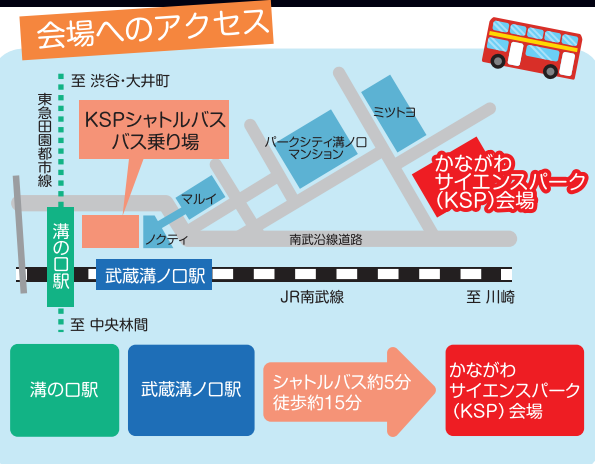 会場へのアクセス
至 渋谷・大井町
東急田園都市線
KSPシャトルバス
バス乗り場
ミツトヨ
パークシティ溝ノ口
マンション
かながわ
サイエンスパーク
（KSP）会場
マルイ
ノクティ
南武沿線道路
溝の口駅
武蔵溝ノ口駅
JR南武線
至 川崎
至 中央林間
溝の口駅
武蔵溝ノ口駅
シャトルバス約5分
徒歩約15分
かながわ
サイエンスパーク
（KSP）会場